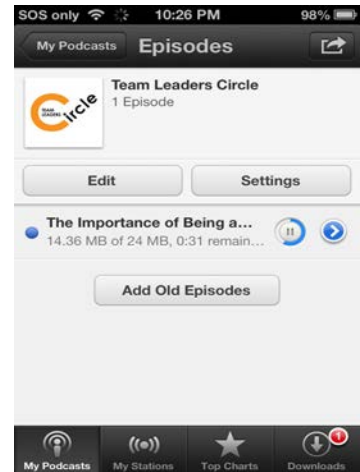 SOS only 10:26 PM 98%
My Podcasts Episodes
TEAM LEADERS Circle
Team Leaders Circle
1 Episode
Edit Settings
The Importance of Being a...
14.36 MB of 24 MB, 0:31 remain...
Add Old Episodes
1
My Podcasts My Stations Top Charts Downloads